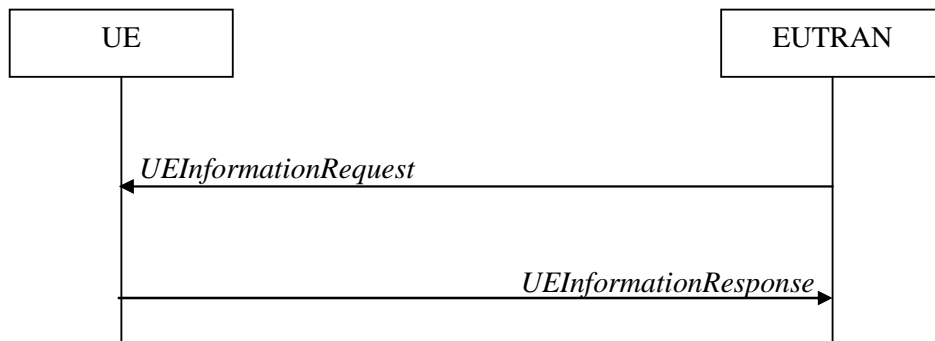 UE
EUTRAN
UEInformationRequest
UEInformationResponse